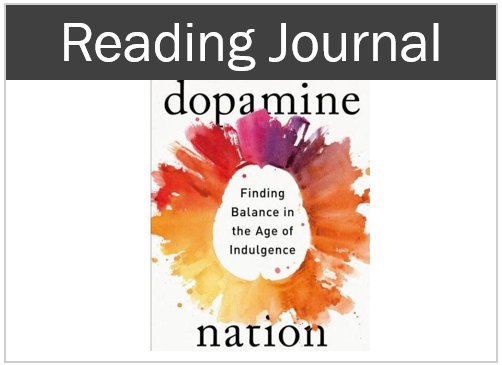 Reading Journal
dopamine
Finding
Balance in
the Age of
Indulgence
nation